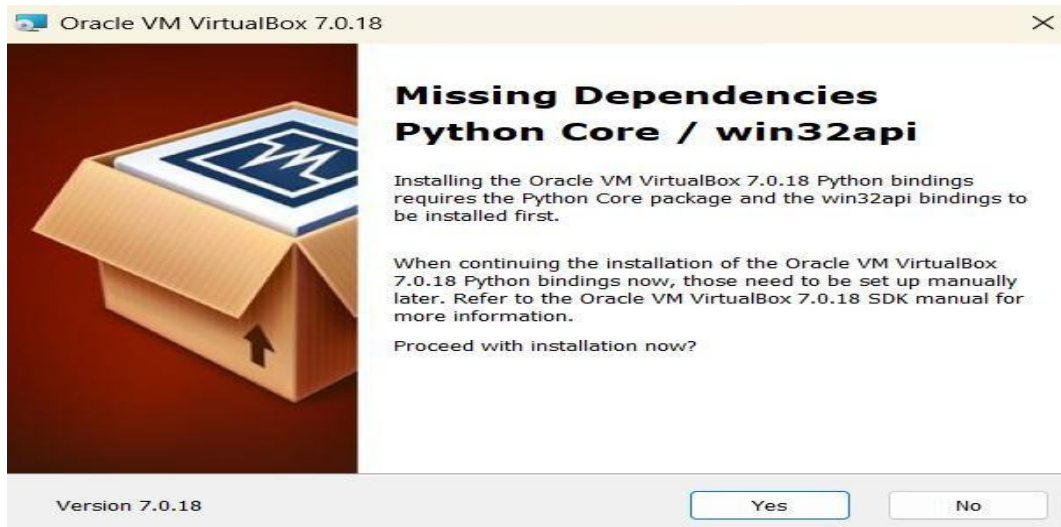 Oracle VM VirtualBox 7.0.18
Missing Dependencies
Python Core / win32api
Installing the Oracle VM VirtualBox 7.0.18 Python bindings
requires the Python Core package and the win32api bindings to
be installed first.
When continuing the installation of the Oracle VM VirtualBox
7.0.18 Python bindings now, those need to be set up manually
later. Refer to the Oracle VM VirtualBox 7.0.18 SDK manual for
more information.
Proceed with installation now?
Version 7.0.18
Yes
No